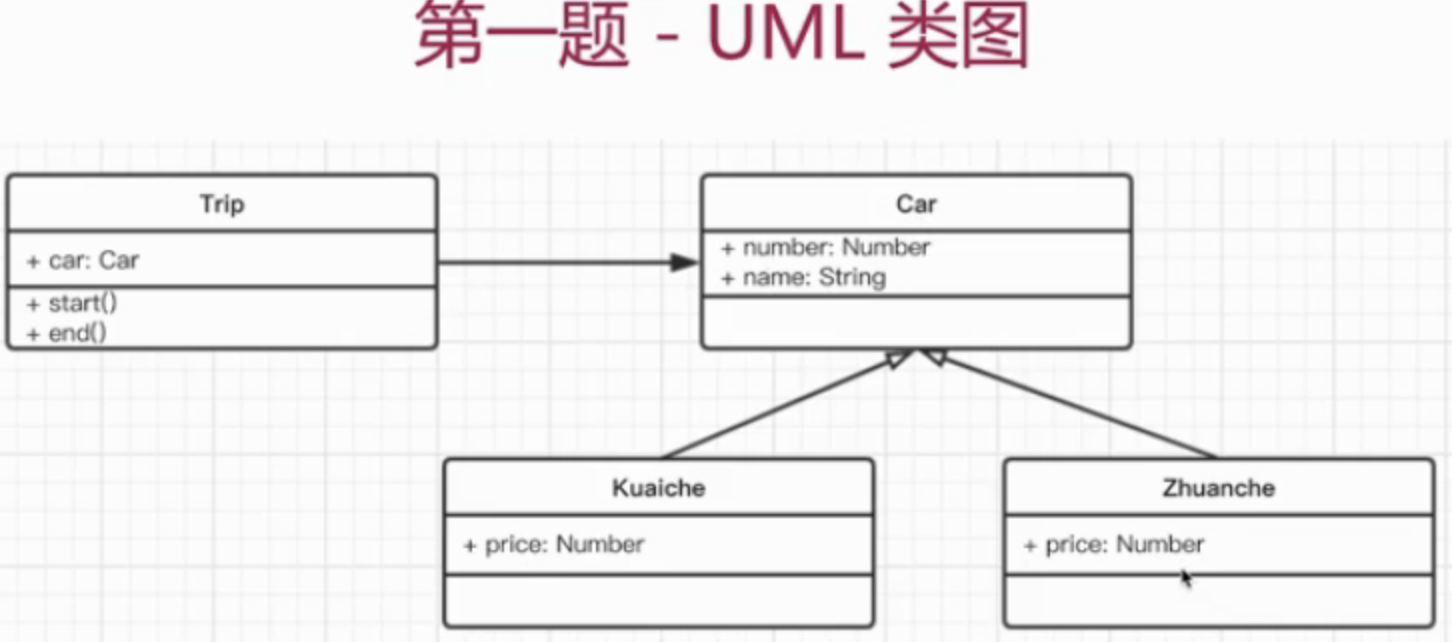 第一题 - UML 类图
Trip
+ car: Car
+ start()
+ end()
Car
+ number: Number
+ name: String
Kuaiche
+ price: Number
Zhuanche
+ price: Number